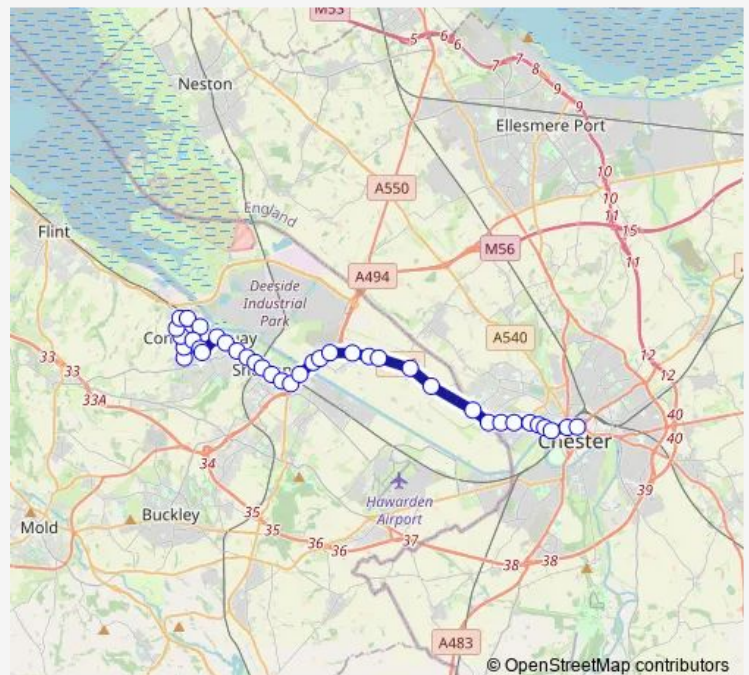 M53
5
6
6
7
7
8
9
9
Neston
Ellesmere Port
A550
10
10
11
15
11
England
Flint
M56
A494
Deeside
Industrial
Park
A540
33
33
33A
12
12
40
40
Chester
34
Hawarden
Airport
39
Buckley
35
35
36
36
37
38
38
Mold
A483
© OpenStreetMap contributors